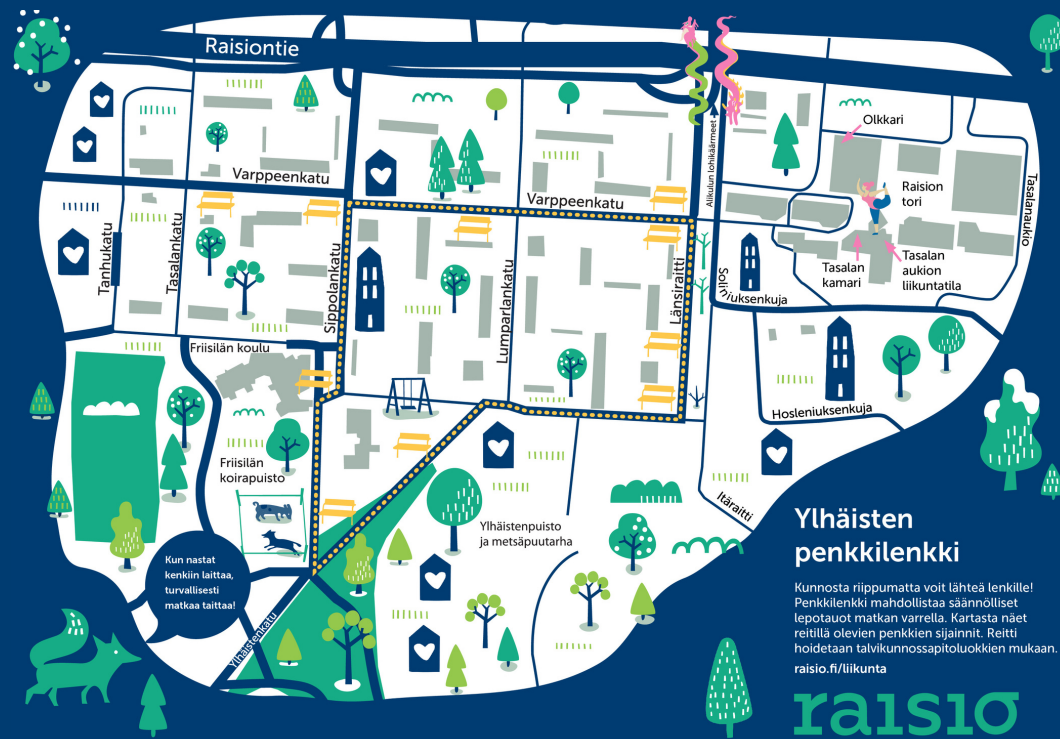 Raisiontie
Olkkari
Alikulun lohikäärmeet
Varppeenkatu
Varppeenkatu
Raision
tori
Tasalanaukio
Tanhukatu
Tasalankatu
Sippolankatu
Lumparlankatu
Länsiraitti
Tasalan
kamari
Tasalan
aukion
liikuntatila
Soliniuksenkuja
Friisilän koulu
Hosleniuksenkuja
Friisilän
koirapuisto
Itäraitti
Ylhäistenpuisto
ja metsäpuutarha
Kun nastat
kenkiin laittaa,
turvallisesti
matkaa taittaa!
Ylhäistenkatu
Ylhäisten
penkkilenkki
Kunnosta riippumatta voit lähteä lenkille!
Penkkilenkki mahdollistaa säännölliset
lepotauot matkan varrella. Kartasta näet
reitillä olevien penkkien sijainnit. Reitti
hoidetaan talvikunnossapitoluokkien mukaan.
raisio.fi/liikunta
raisio